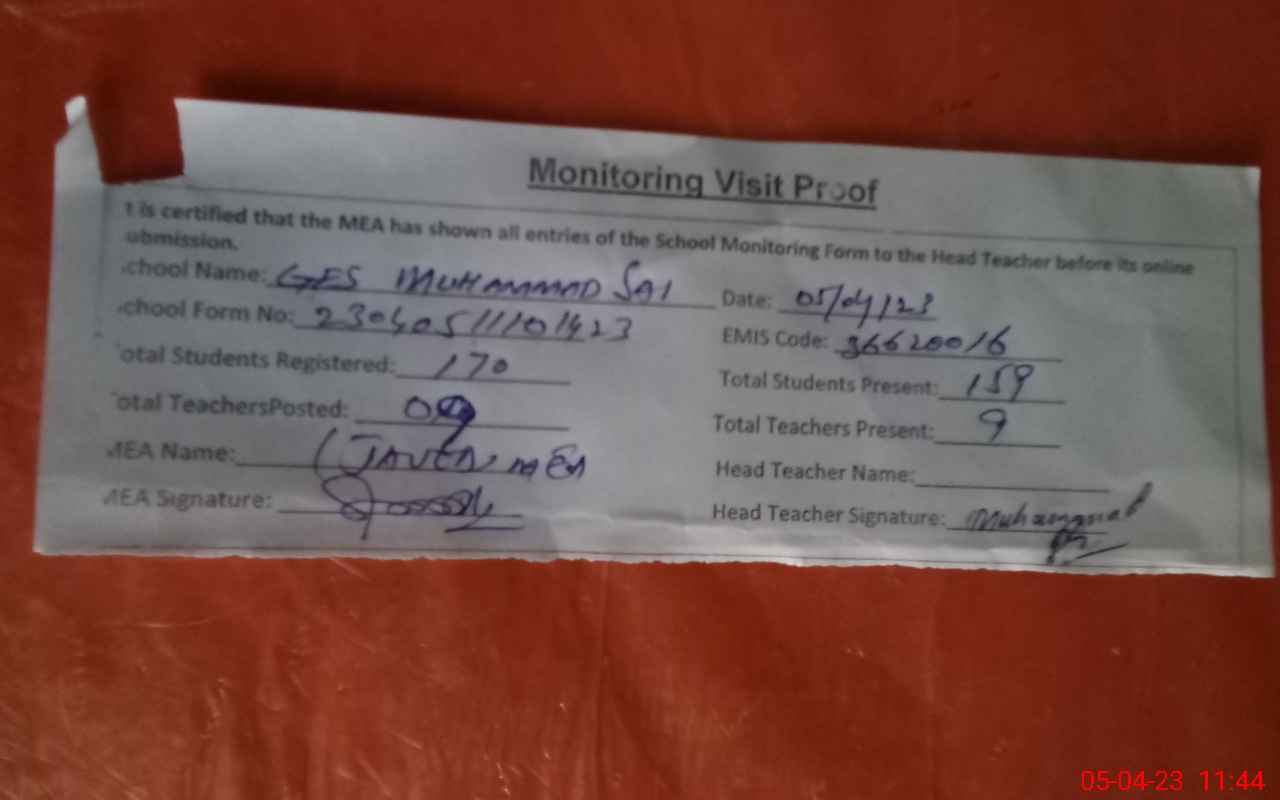 Monitoring Visit Proof
t is certified that the MEA has shown all entries of the School Monitoring Form to the Head Teacher before its online
ubmission.
chool Name: GES MUHAMMAD SAI Date: 05/04/23
chool Form No: EMIS Code: 36620016
otal Students Registered: 170 Total Students Present: 159
otal TeachersPosted: 09 Total Teachers Present: 9
MEA Name: MEA Head Teacher Name:
MEA Signature: Head Teacher Signature: Muhammad
05-04-23 11:44